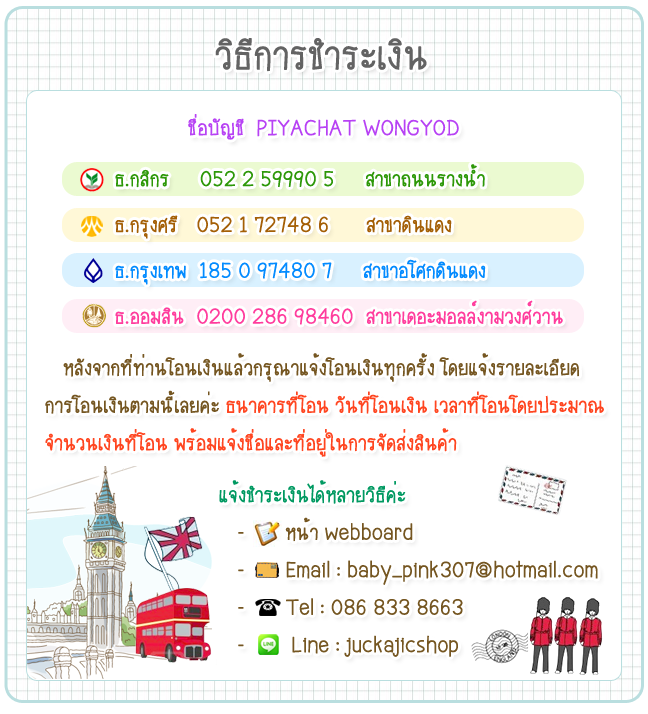 วิธีการชำระเงิน
ชื่อบัญชี PIYACHAT WONGYOD
ธ.กสิกร 052 2 59990 5 สาขาถนนรางน้ำ
ธ.กรุงศรี 052 1 72748 6 สาขาดินแดง
ธ.กรุงเทพ 185 0 97480 7 สาขาอโศกดินแดง
ธ.ออมสิน 0200 286 98460 สาขาเดอะมอลล์งามวงศ์วาน
หลังจากที่ท่านโอนเงินแล้วกรุณาแจ้งโอนเงินทุกครั้ง โดยแจ้งรายละเอียด
การโอนเงินตามนี้เลยค่ะ ธนาคารที่โอน วันที่โอนเงิน เวลาที่โอนโดยประมาณ
จำนวนเงินที่โอน พร้อมแจ้งชื่อและที่อยู่ในการจัดส่งสินค้า
แจ้งชำระเงินได้หลายวิธีค่ะ
- หน้า webboard
- Email : baby_pink307@hotmail.com
- Tel : 086 833 8663
- LINE Line : juckajicshop
LONDON
ENGLAND